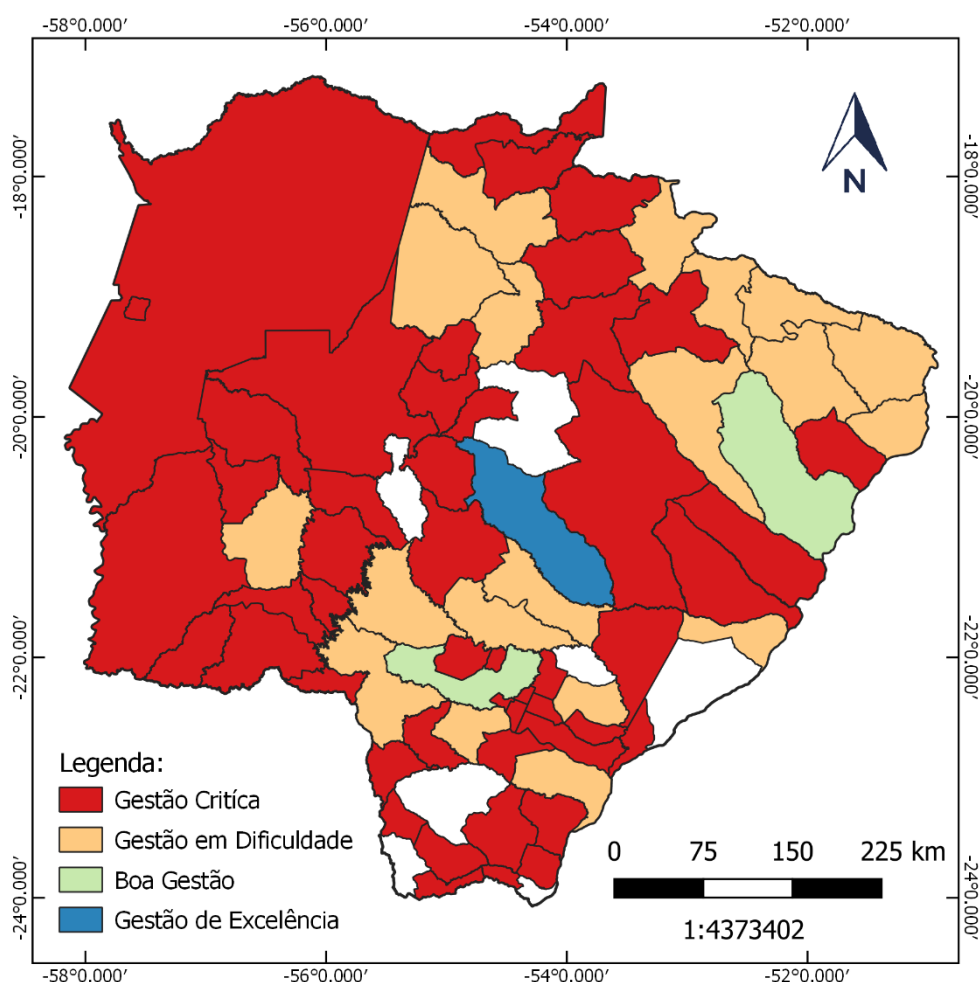 -58°0.000′ -56°0.000′ -54°0.000′ -52°0.000′
N
-18°0.000′ -18°0.000′
-20°0.000′ -20°0.000′
-22°0.000′ -22°0.000′
-24°0.000′ -24°0.000′
Legenda:
Gestão Critíca
Gestão em Dificuldade
Boa Gestão
Gestão de Excelência
0 75 150 225 km
1:4373402
-58°0.000′ -56°0.000′ -54°0.000′ -52°0.000′